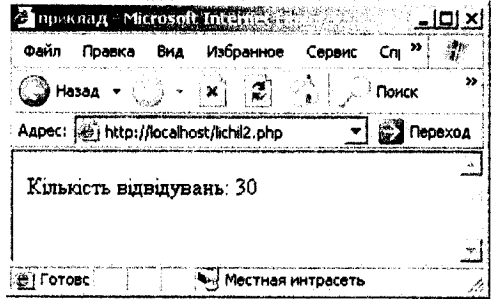 приклад - Microsoft Internet
Файл Правка Вид Избранное Сервис Спр »
Назад Поиск »
Адрес: http://localhost/lichil2.php Переход
Кількість відвідувань: 30
Готово Местная интрасеть